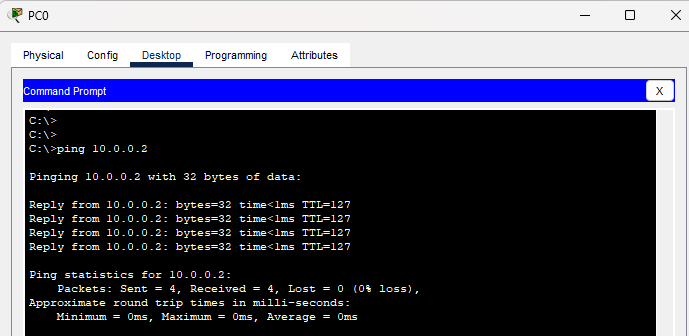 PC0
Physical Config Desktop Programming Attributes
Command Prompt X
C:\>
C:\>
C:\>ping 10.0.0.2
Pinging 10.0.0.2 with 32 bytes of data:
Reply from 10.0.0.2: bytes=32 time<1ms TTL=127
Reply from 10.0.0.2: bytes=32 time<1ms TTL=127
Reply from 10.0.0.2: bytes=32 time<1ms TTL=127
Reply from 10.0.0.2: bytes=32 time<1ms TTL=127
Ping statistics for 10.0.0.2:
Packets: Sent = 4, Received = 4, Lost = 0 (0% loss),
Approximate round trip times in milli-seconds:
Minimum = 0ms, Maximum = 0ms, Average = 0ms